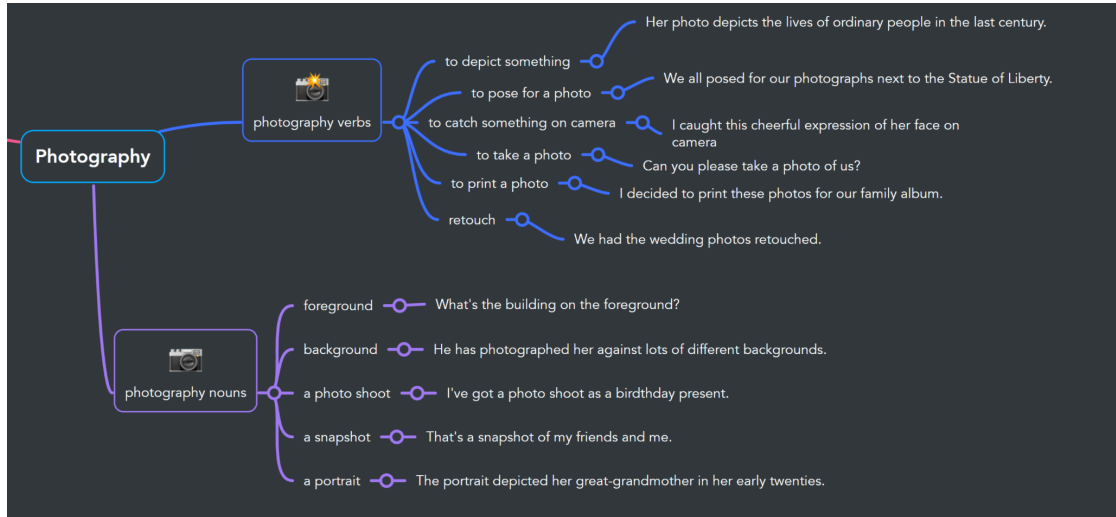 Photography
photography verbs
to depict something
Her photo depicts the lives of ordinary people in the last century.
to pose for a photo
We all posed for our photographs next to the Statue of Liberty.
to catch something on camera
I caught this cheerful expression of her face on
camera
to take a photo
Can you please take a photo of us?
to print a photo
I decided to print these photos for our family album.
retouch
We had the wedding photos retouched.
photography nouns
foreground
What's the building on the foreground?
background
He has photographed her against lots of different backgrounds.
a photo shoot
I've got a photo shoot as a birdthday present.
a snapshot
That's a snapshot of my friends and me.
a portrait
The portrait depicted her great-grandmother in her early twenties.